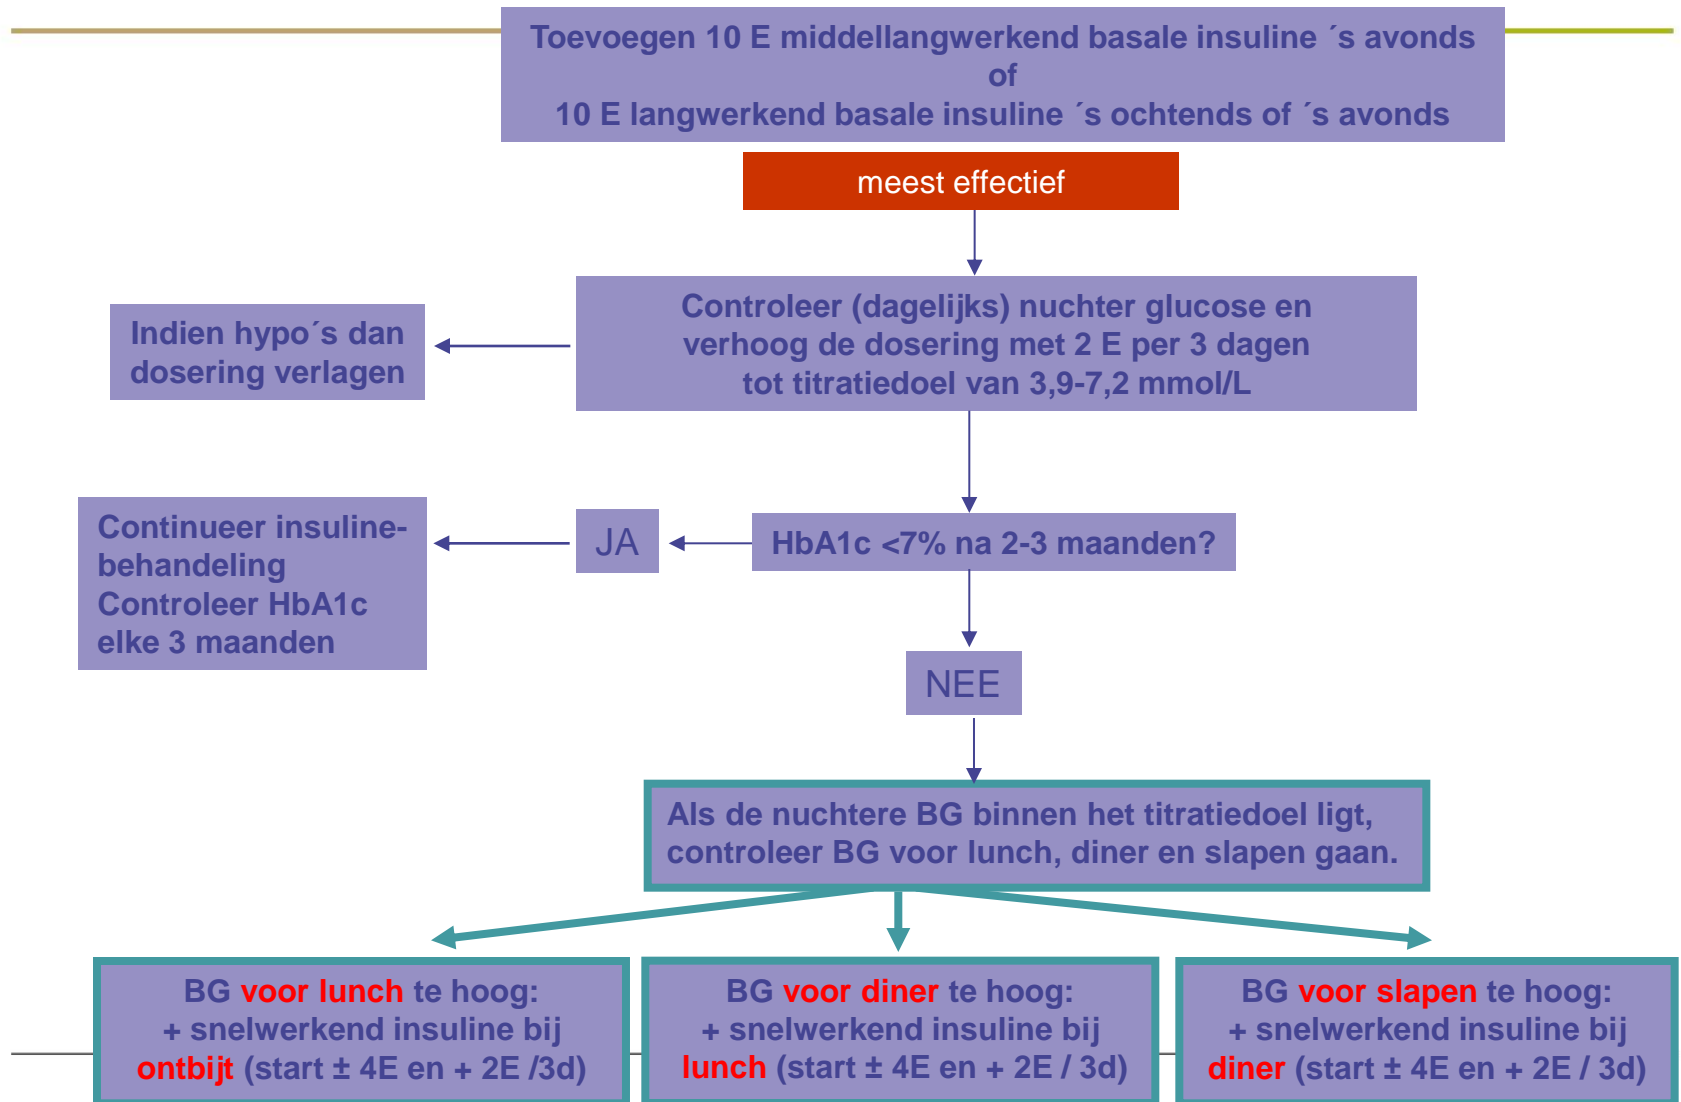 Toevoegen 10 E middellangwerkend basale insuline ´s avonds
of
10 E langwerkend basale insuline ´s ochtends of ´s avonds
meest effectief
Controleer (dagelijks) nuchter glucose en
verhoog de dosering met 2 E per 3 dagen
tot titratiedoel van 3,9-7,2 mmol/L
Indien hypo´s dan
dosering verlagen
HbA1c <7% na 2-3 maanden?
JA
Continueer insuline-
behandeling
Controleer HbA1c
elke 3 maanden
NEE
Als de nuchtere BG binnen het titratiedoel ligt,
controleer BG voor lunch, diner en slapen gaan.
BG voor lunch te hoog:
+ snelwerkend insuline bij
ontbijt (start ± 4E en + 2E /3d)
BG voor diner te hoog:
+ snelwerkend insuline bij
lunch (start ± 4E en + 2E / 3d)
BG voor slapen te hoog:
+ snelwerkend insuline bij
diner (start ± 4E en + 2E / 3d)